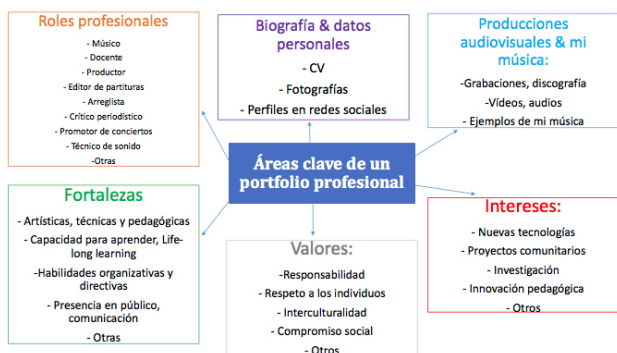 Roles profesionales
- Músico
- Docente
- Productor
- Editor de partituras
- Arreglista
- Crítico periodístico
- Promotor de conciertos
- Técnico de sonido
-Otras
Biografía & datos
personales
- CV
- Fotografías
- Perfiles en redes sociales
Producciones
audiovisuales & mi
música:
-Grabaciones, discografía
-Vídeos, audios
- Ejemplos de mi música
Áreas clave de un
portfolio profesional
Fortalezas
- Artísticas, técnicas y pedagógicas
- Capacidad para aprender, Life-
long learning
-Habilidades organizativas y
directivas
- Presencia en público,
comunicación
- Otras
Valores:
-Responsabilidad
- Respeto a los individuos
- Interculturalidad
- Compromiso social
- Otros
Intereses:
- Nuevas tecnologías
- Proyectos comunitarios
- Investigación
- Innovación pedagógica
- Otros